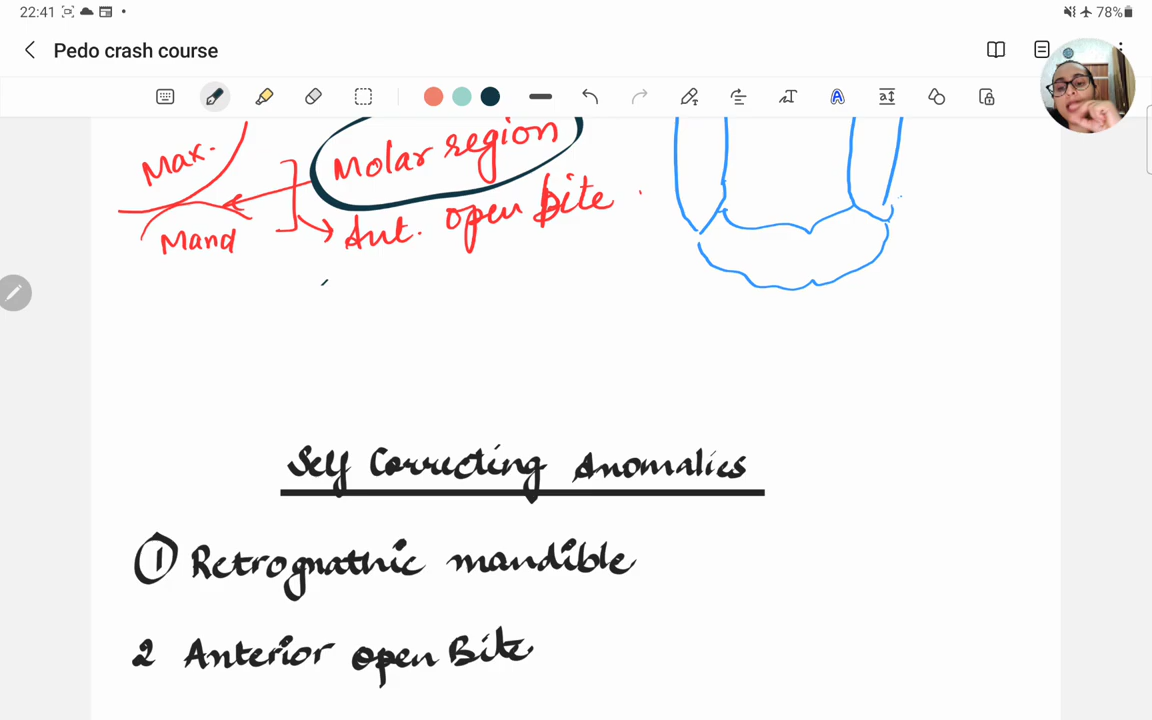 22:41
78%
Pedo crash course
Max.
Molar region
Mand
Ant. open bite
Self Correcting Anomalies
① Retrognathic mandible
2 Anterior open Bite